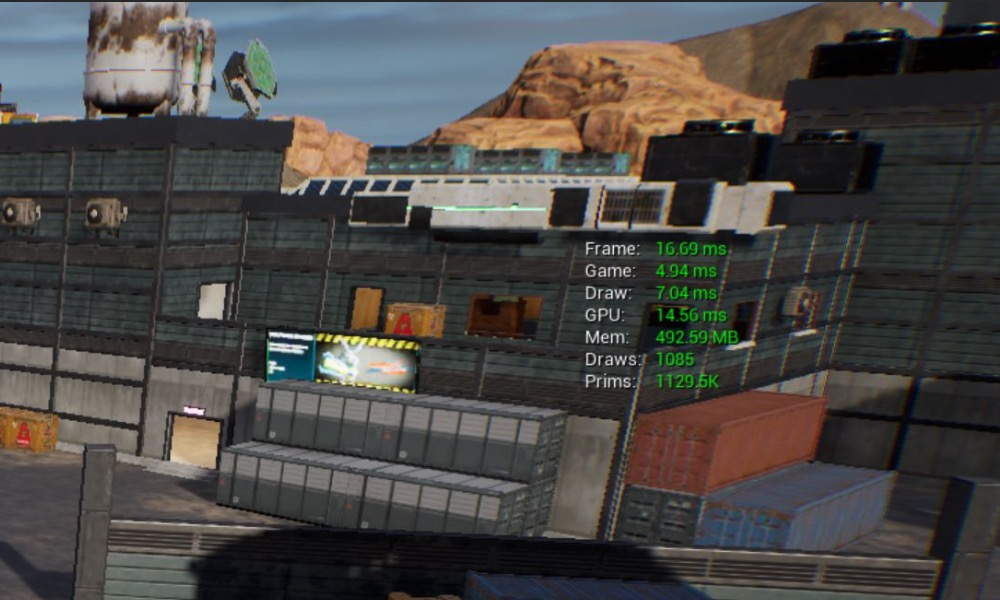 Frame: 16.69 ms
Game: 4.94 ms
Draw: 7.04 ms
GPU: 14.56 ms
Mem: 492.59 MB
Draws: 1085
Prims: 1129.5K